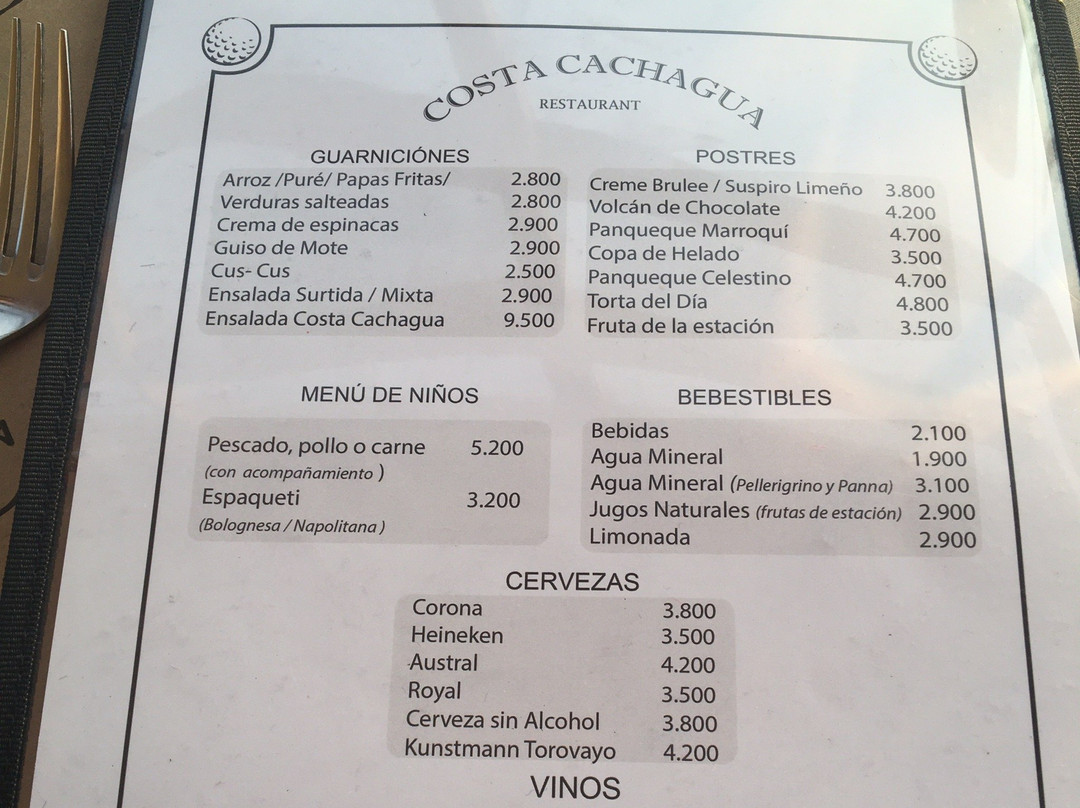 COSTA CACHAGUA
RESTAURANT
GUARNICIÓNES
Arroz /Puré/ Papas Fritas/ 2.800
Verduras salteadas 2.800
Crema de espinacas 2.900
Guiso de Mote 2.900
Cus- Cus 2.500
Ensalada Surtida / Mixta 2.900
Ensalada Costa Cachagua 9.500
POSTRES
Creme Brulee / Suspiro Limeño 3.800
Volcán de Chocolate 4.200
Panqueque Marroquí 4.700
Copa de Helado 3.500
Panqueque Celestino 4.700
Torta del Día 4.800
Fruta de la estación 3.500
MENÚ DE NIÑOS
Pescado, pollo o carne 5.200
(con acompañamiento )
Espaqueti 3.200
(Bolognesa / Napolitana )
BEBESTIBLES
Bebidas 2.100
Agua Mineral 1.900
Agua Mineral (Pellerigrino y Panna) 3.100
Jugos Naturales (frutas de estación) 2.900
Limonada 2.900
CERVEZAS
Corona 3.800
Heineken 3.500
Austral 4.200
Royal 3.500
Cerveza sin Alcohol 3.800
Kunstmann Torovayo 4.200
VINOS